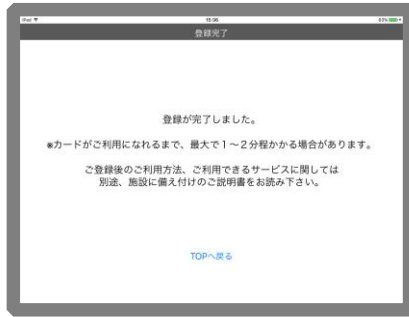 iPad
15:36
83%
登録完了
登録が完了しました。
※カードがご利用になれるまで、最大で１～２分程かかる場合があります。
ご登録後のご利用方法、ご利用できるサービスに関しては
別途、施設に備え付けのご説明書をお読み下さい。
TOPへ戻る